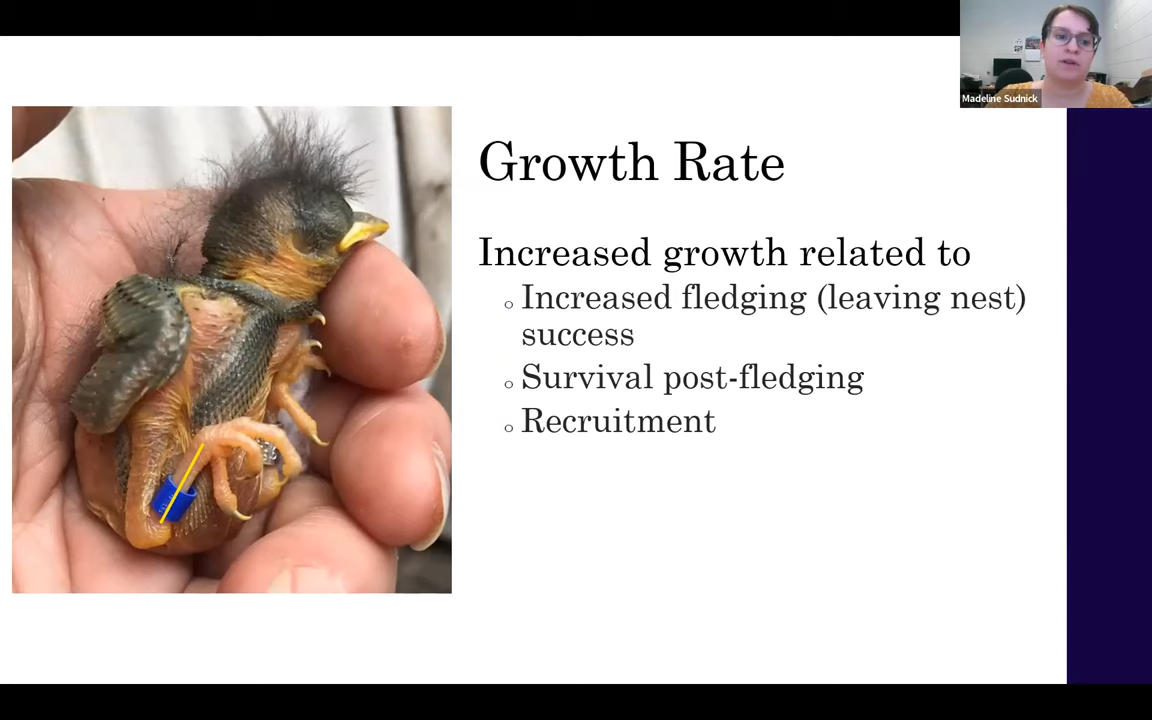 Madeline Sudnick
Growth Rate
Increased growth related to
Increased fledging (leaving nest)
success
Survival post-fledging
Recruitment